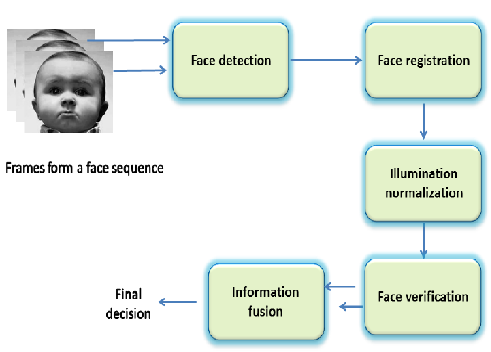 Face detection
Face registration
Frames form a face sequence
Illumination
normalization
Face verification
Information
fusion
Final
decision